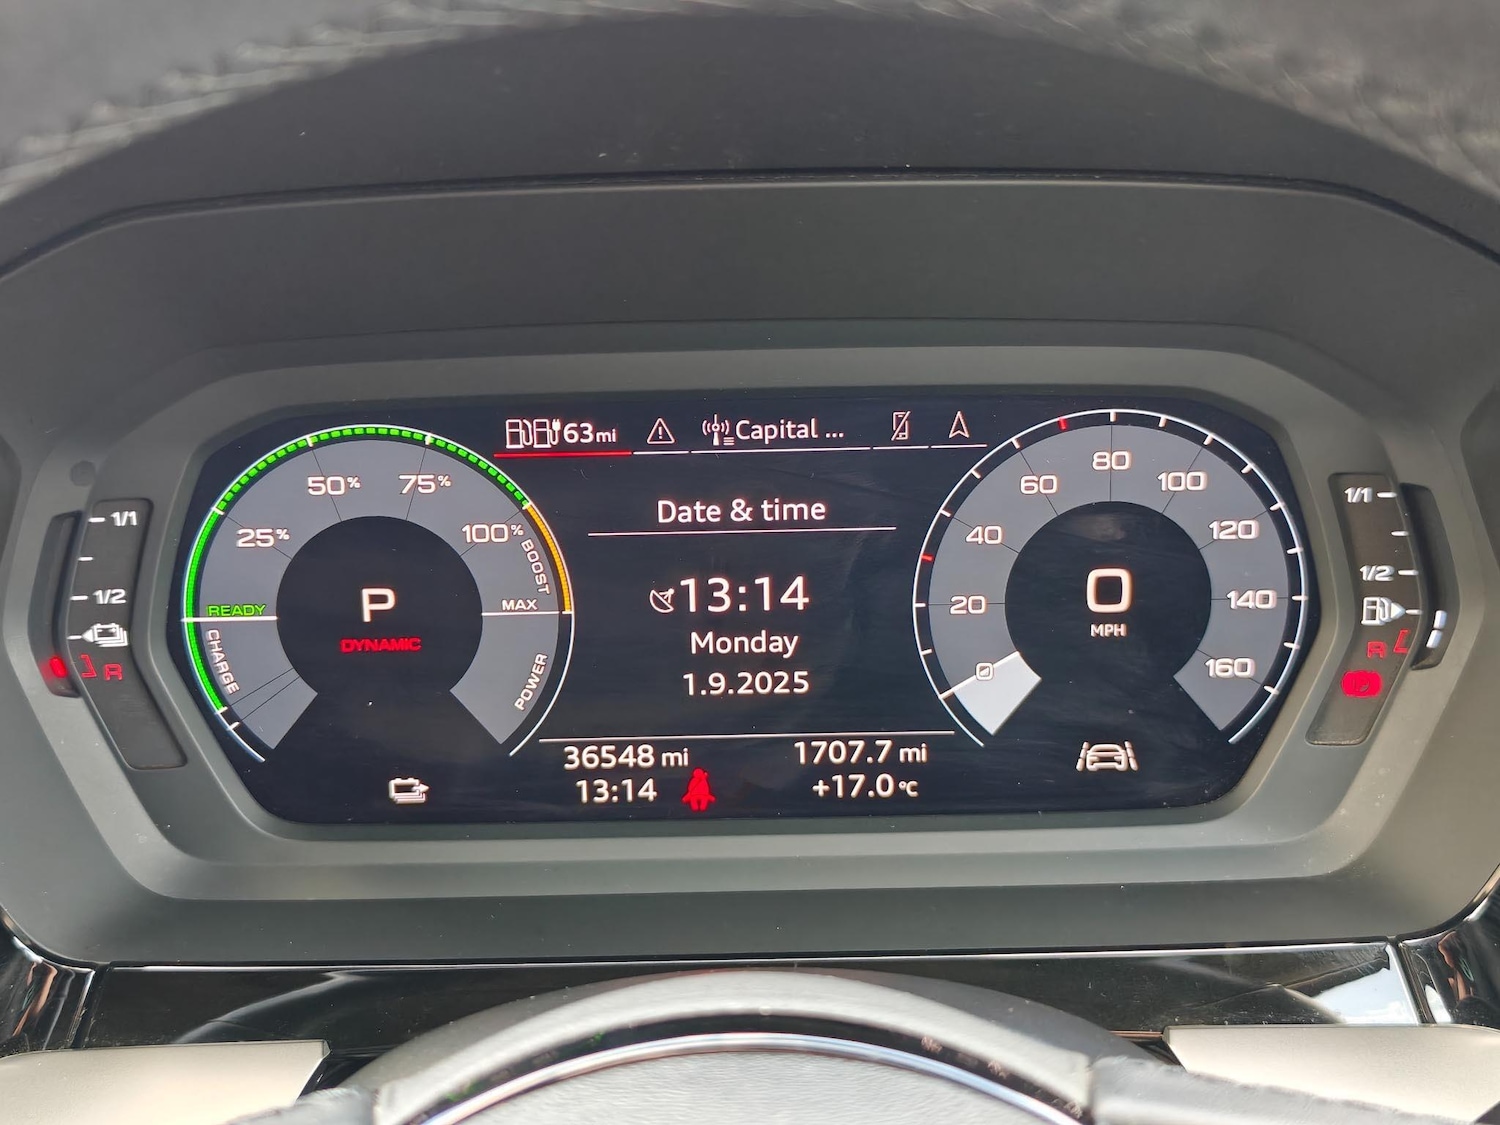 63mi
Capital ...
Date & time
13:14
Monday
1.9.2025
36548 mi
1707.7 mi
13:14
+17.0 °C
25%
50%
75%
100%
BOOST
MAX
READY
CHARGE
POWER
P
DYNAMIC
0
20
40
60
80
100
120
140
160
0
MPH
1/1
1/2
R
1/1
1/2
R